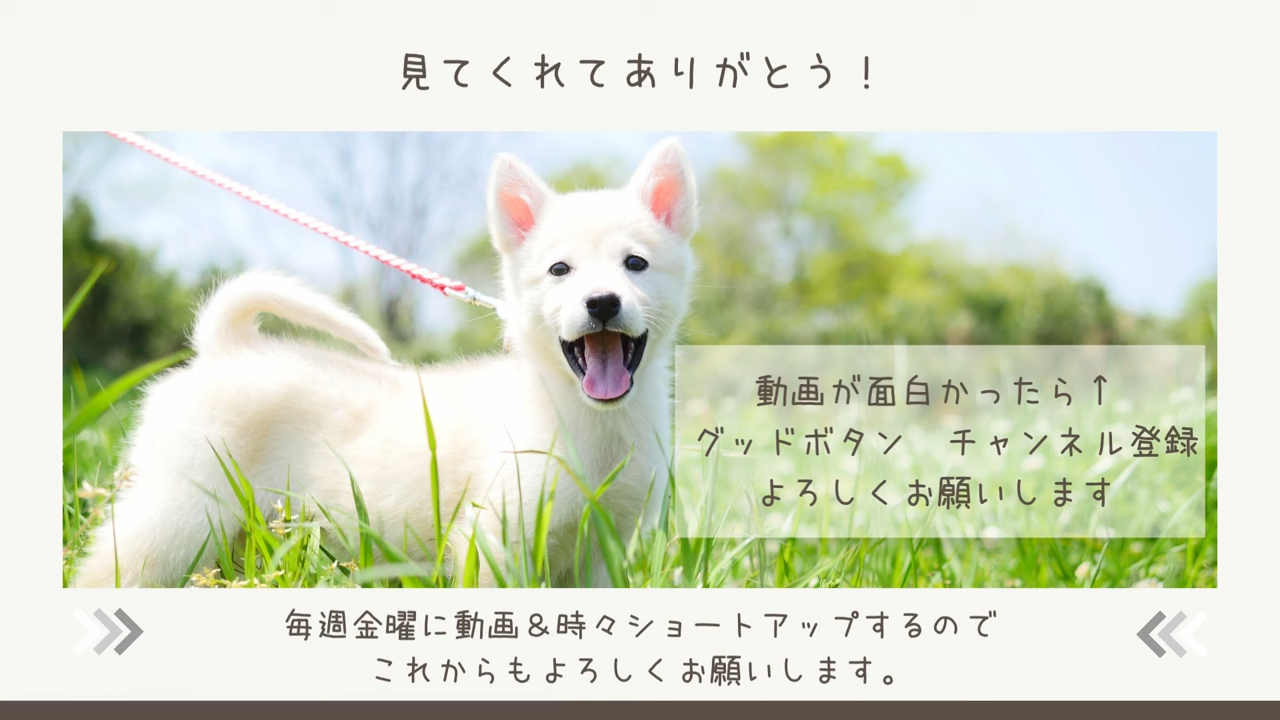 見てくれてありがとう！
動画が面白かったら↑
グッドボタン　チャンネル登録
よろしくお願いします
毎週金曜に動画＆時々ショートアップするので
これからもよろしくお願いします。